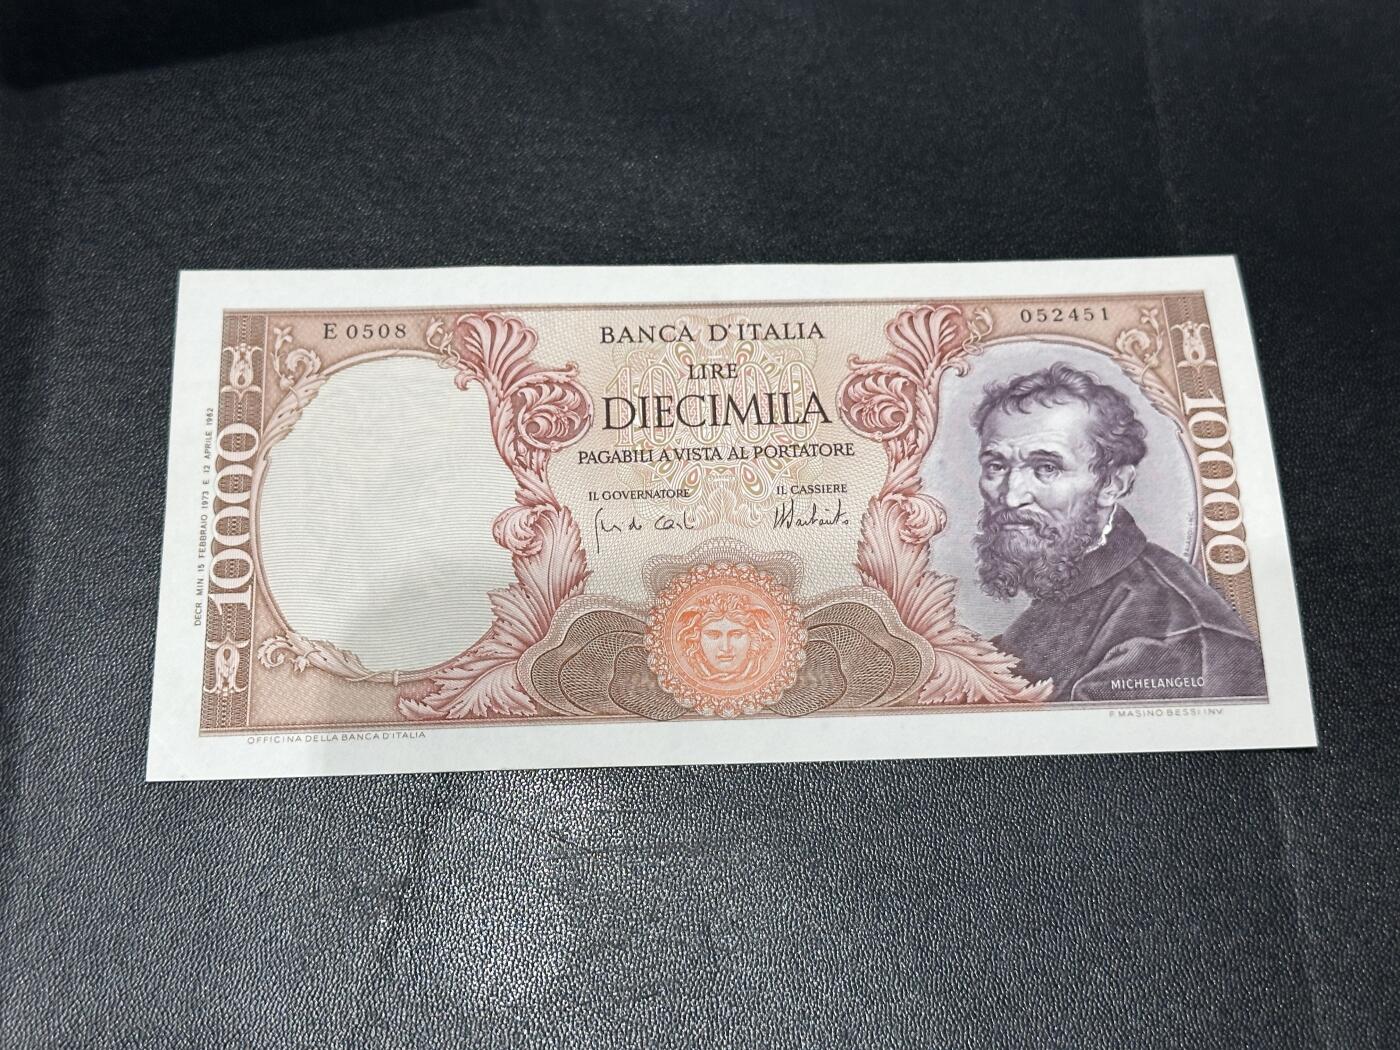 E 0508
052451
BANCA D'ITALIA
LIRE
DIECIMILA
PAGABILI A VISTA AL PORTATORE
IL GOVERNATORE
IL CASSIERE
10000
10000
10000
DECR. MIN. 15 FEBBRAIO 1973 E 12 APRILE 1962
MICHELANGELO
OFFICINA DELLA BANCA D'ITALIA
F. MASINO BESSI INV.